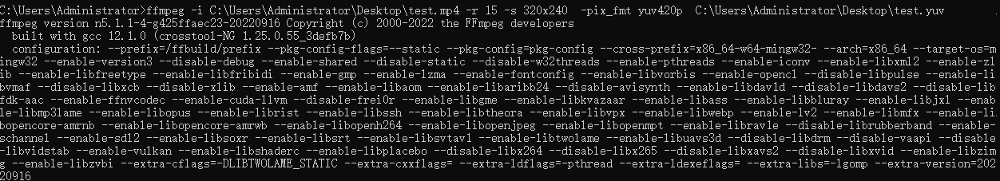 C:\Users\Administrator>ffmpeg -i C:\Users\Administrator\Desktop\test.mp4 -r 15 -s 320x240  -pix_fmt yuv420p  C:\Users\Administrator\Desktop\test.yuv
ffmpeg version n5.1.1-4-g425ffaec23-20220916 Copyright (c) 2000-2022 the FFmpeg developers
  built with gcc 12.1.0 (crosstool-NG 1.25.0.55_3defb7b)
  configuration: --prefix=/ffbuild/prefix --pkg-config-flags=--static --pkg-config=pkg-config --cross-prefix=x86_64-w64-mingw32- --arch=x86_64 --target-os=m
ingw32 --enable-version3 --disable-debug --enable-shared --disable-static --disable-w32threads --enable-pthreads --enable-iconv --enable-libxml2 --enable-zl
ib --enable-libfreetype --enable-libfribidi --enable-gmp --enable-lzma --enable-fontconfig --enable-libvorbis --enable-opencl --disable-libpulse --enable-li
bvmaf --disable-libxcb --disable-xlib --enable-amf --enable-libaom --enable-libaribb24 --disable-avisynth --enable-libdav1d --enable-libdavs2 --disable-lib
fdk-aac --enable-ffnvcodec --enable-cuda-llvm --disable-frei0r --enable-libgme --enable-libkvazaar --enable-libass --enable-libbluray --enable-libjxl --enab
le-libmp3lame --enable-libopus --enable-librist --enable-libssh --enable-libtheora --enable-libvpx --enable-libwebp --enable-lv2 --enable-libmfx --enable-li
bopencore-amrnb --enable-libopencore-amrwb --enable-libopenh264 --enable-libopenjpeg --enable-libopenmpt --enable-librav1e --disable-librubberband --enable-
schannel --enable-sdl2 --enable-libsoxr --enable-libsrt --enable-libsvtav1 --enable-libtwolame --enable-libuavs3d --disable-libdrm --disable-vaapi --disable
-libvidstab --enable-vulkan --enable-libshaderc --enable-libplacebo --disable-libx264 --disable-libx265 --disable-libxavs2 --disable-libxvid --enable-libzim
g --enable-libzvbi --extra-cflags=-DLIBTWOLAME_STATIC --extra-cxxflags= --extra-ldflags=-pthread --extra-ldexeflags= --extra-libs=-lgomp --extra-version=202
20916